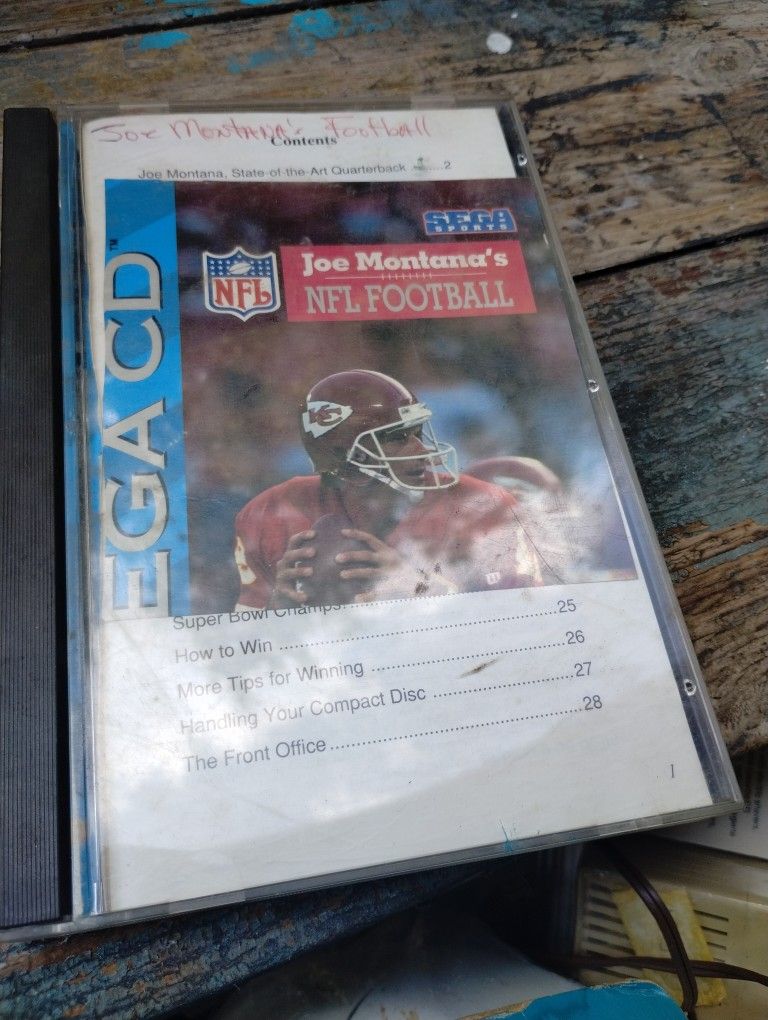 Joe Montana's Football
Contents
Joe Montana, State-of-the-Art Quarterback ........2
SEGA
SPORTS
NFL
Joe Montana's
NFL FOOTBALL
EGA CD™
KC
Super Bowl Champs! ........25
How to Win ........26
More Tips for Winning ........27
Handling Your Compact Disc ........28
The Front Office ........
1